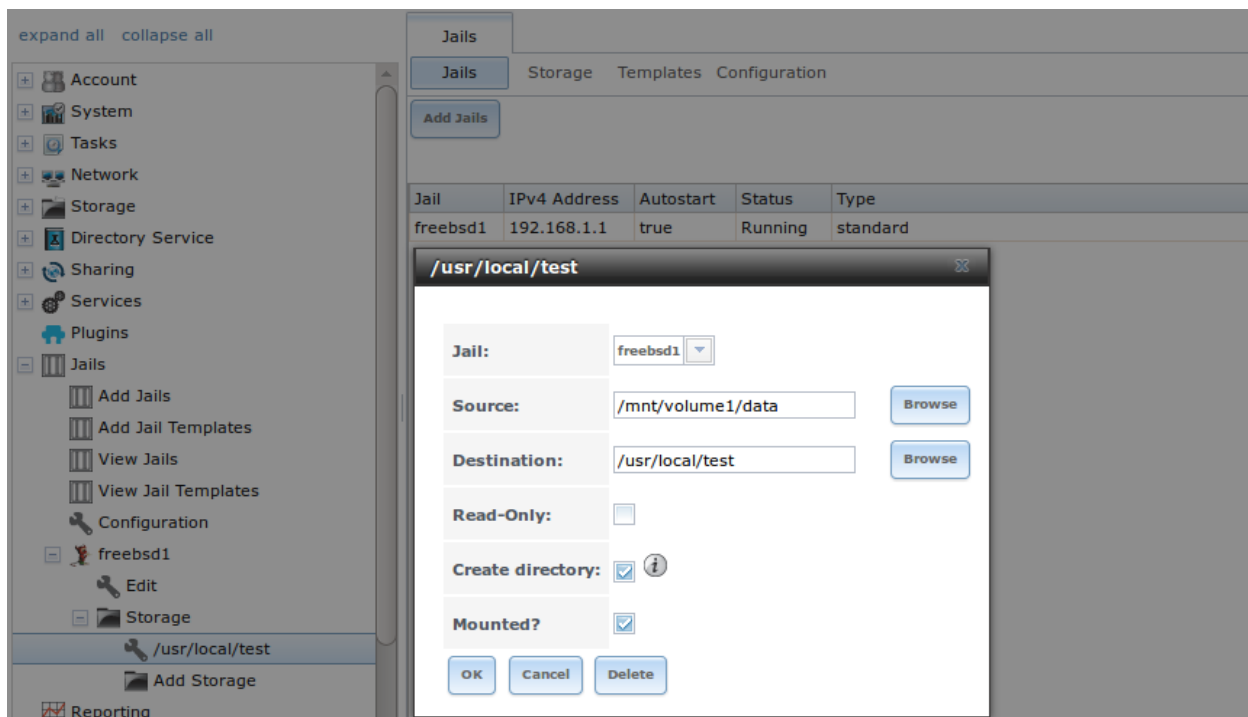 expand all collapse all
Account
System
Tasks
Network
Storage
Directory Service
Sharing
Services
Plugins
Jails
Add Jails
Add Jail Templates
View Jails
View Jail Templates
Configuration
freebsd1
Edit
Storage
/usr/local/test
Add Storage
Reporting
Jails
Jails Storage Templates Configuration
Add Jails
Jail IPv4 Address Autostart Status Type
freebsd1 192.168.1.1 true Running standard
/usr/local/test
Jail: freebsd1
Source: /mnt/volume1/data Browse
Destination: /usr/local/test Browse
Read-Only:
Create directory: i
Mounted?
OK Cancel Delete